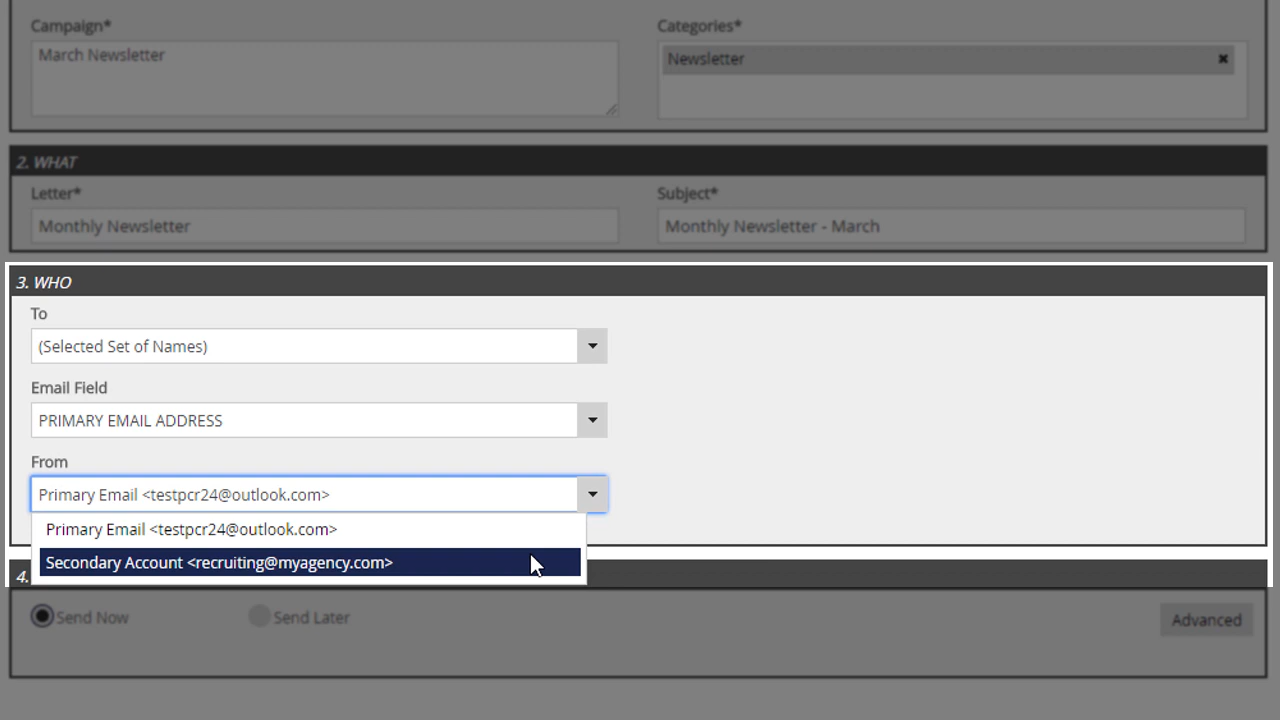 Campaign*
Categories*
March Newsletter
Newsletter ✖
2. WHAT
Letter*
Subject*
Monthly Newsletter
Monthly Newsletter - March
3. WHO
To
(Selected Set of Names)
Email Field
PRIMARY EMAIL ADDRESS
From
Primary Email <testpcr24@outlook.com>
Primary Email <testpcr24@outlook.com>
Secondary Account <recruiting@myagency.com>
4.
Send Now
Send Later
Advanced